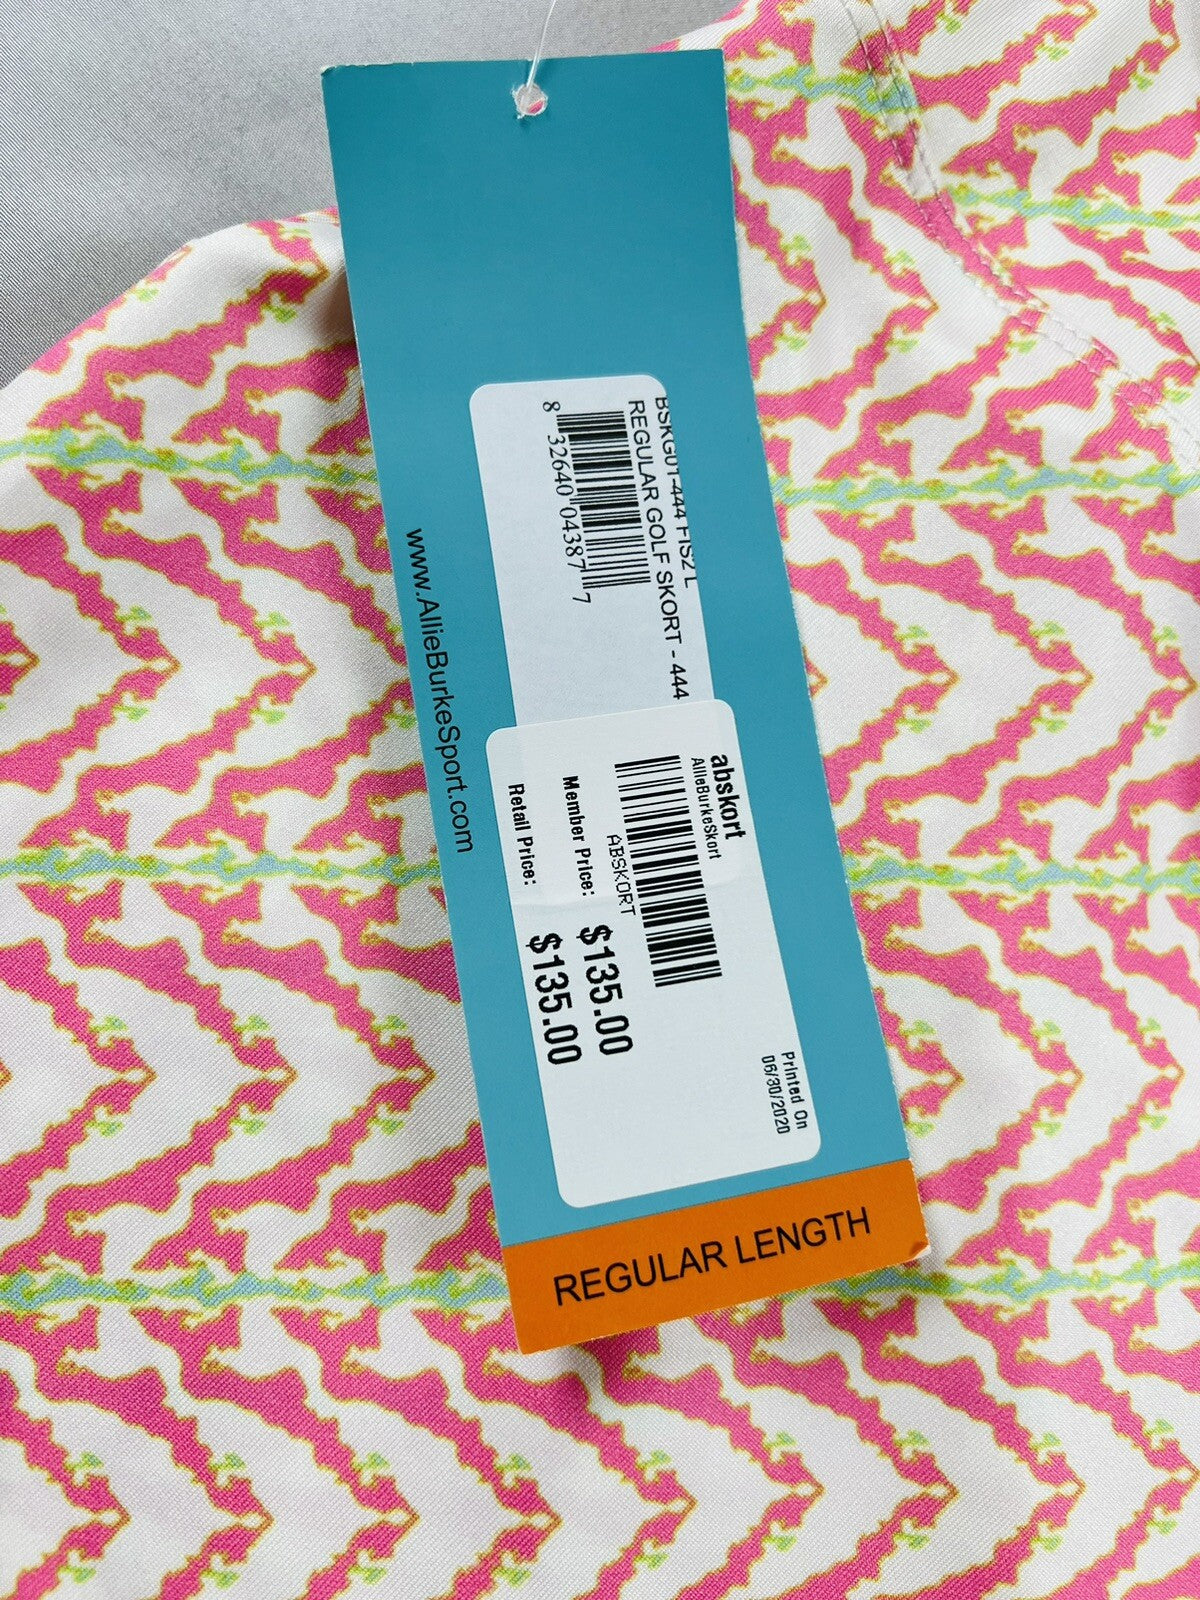 BSKG01-444 FIS2 L
REGULAR GOLF SKORT - 444
8 32640 04387 7
www.AllieBurkeSport.com
abskort
AllieBurkeSkort
ABSKORT
Member Price: $135.00
Retail Price: $135.00
Printed On
06/30/2020
REGULAR LENGTH